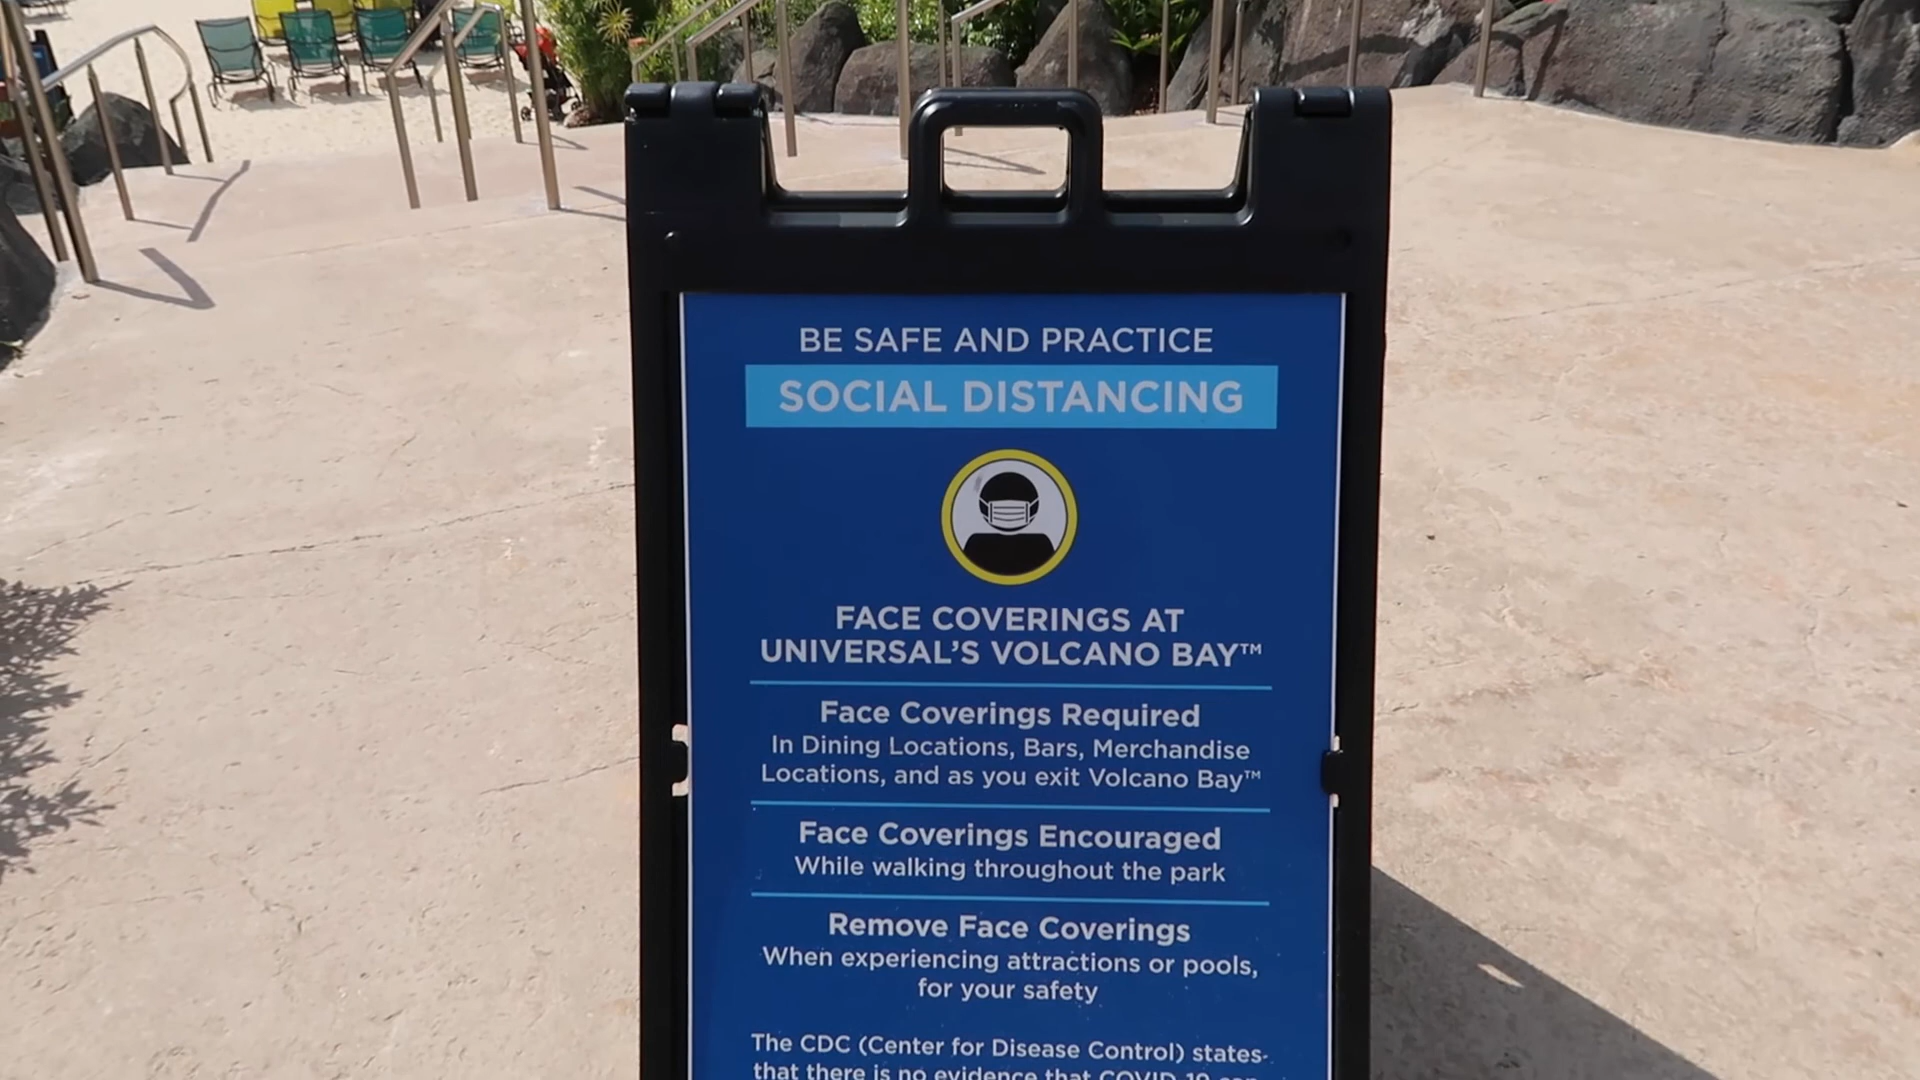 BE SAFE AND PRACTICE
SOCIAL DISTANCING
FACE COVERINGS AT
UNIVERSAL'S VOLCANO BAY™
Face Coverings Required
In Dining Locations, Bars, Merchandise
Locations, and as you exit Volcano Bay™
Face Coverings Encouraged
While walking throughout the park
Remove Face Coverings
When experiencing attractions or pools,
for your safety
The CDC (Center for Disease Control) states
that there is no evidence that COVID-19 can